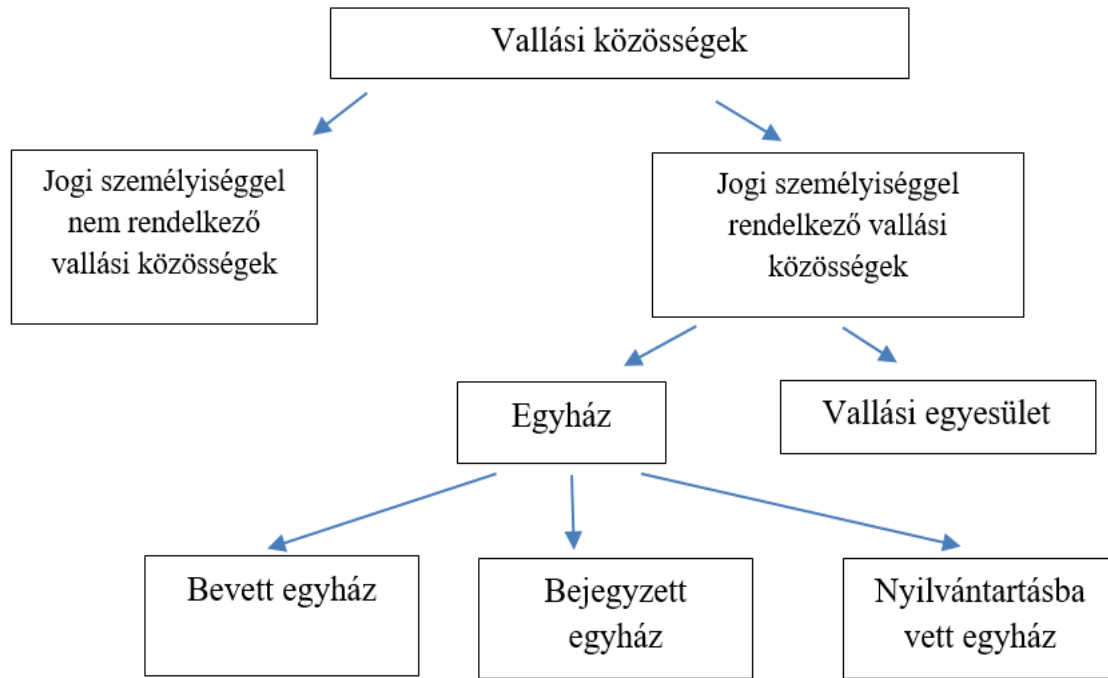 Vallási közösségek
Jogi személyiséggel
nem rendelkező
vallási közösségek
Jogi személyiséggel
rendelkező vallási
közösségek
Egyház
Vallási egyesület
Bevett egyház
Bejegyzett
egyház
Nyilvántartásba
vett egyház